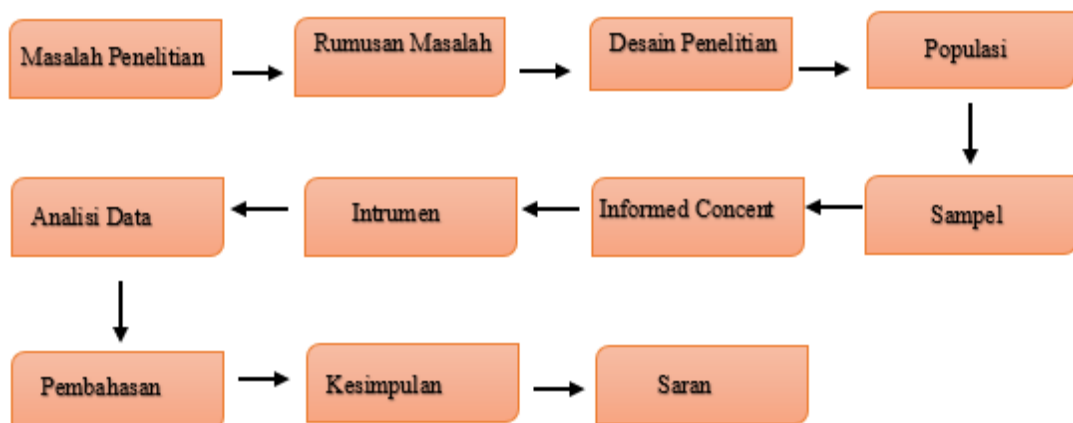 Masalah Penelitian
Rumusan Masalah
Desain Penelitian
Populasi
Sampel
Informed Concent
Intrumen
Analisi Data
Pembahasan
Kesimpulan
Saran